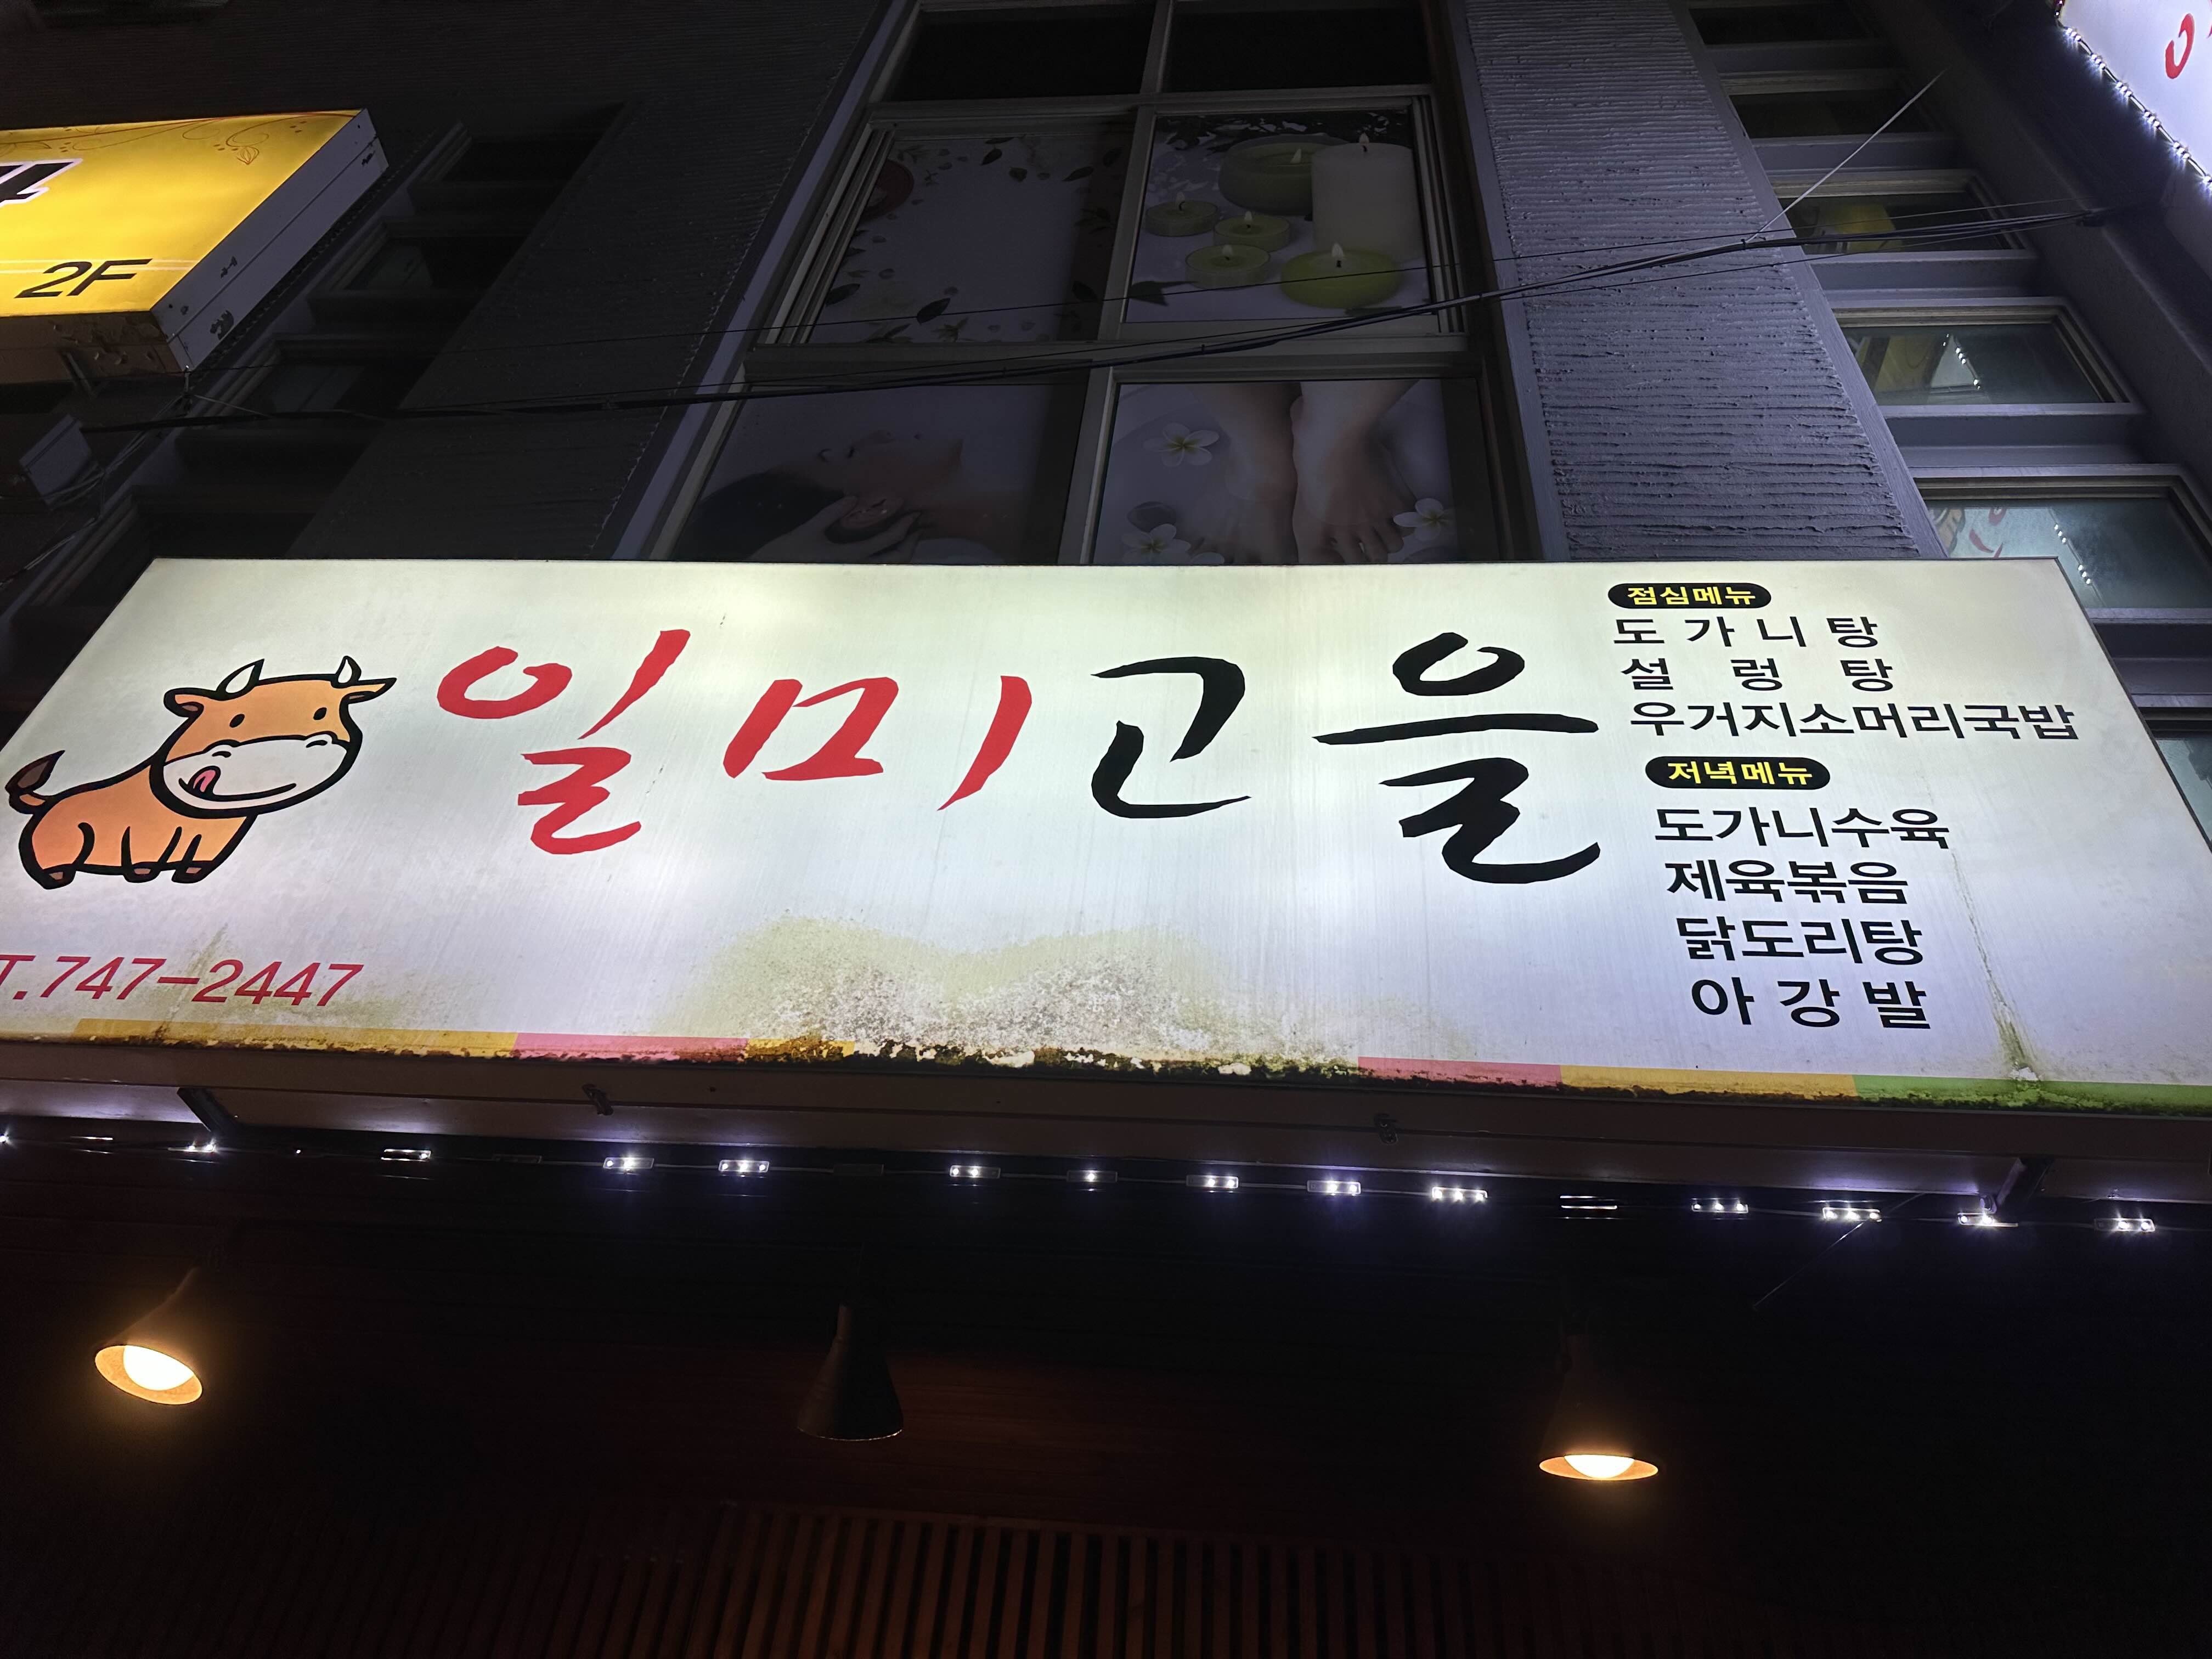 2F
일미고을
T.747-2447
점심메뉴
도가니탕
설렁탕
우거지소머리국밥
저녁메뉴
도가니수육
제육볶음
닭도리탕
아강발